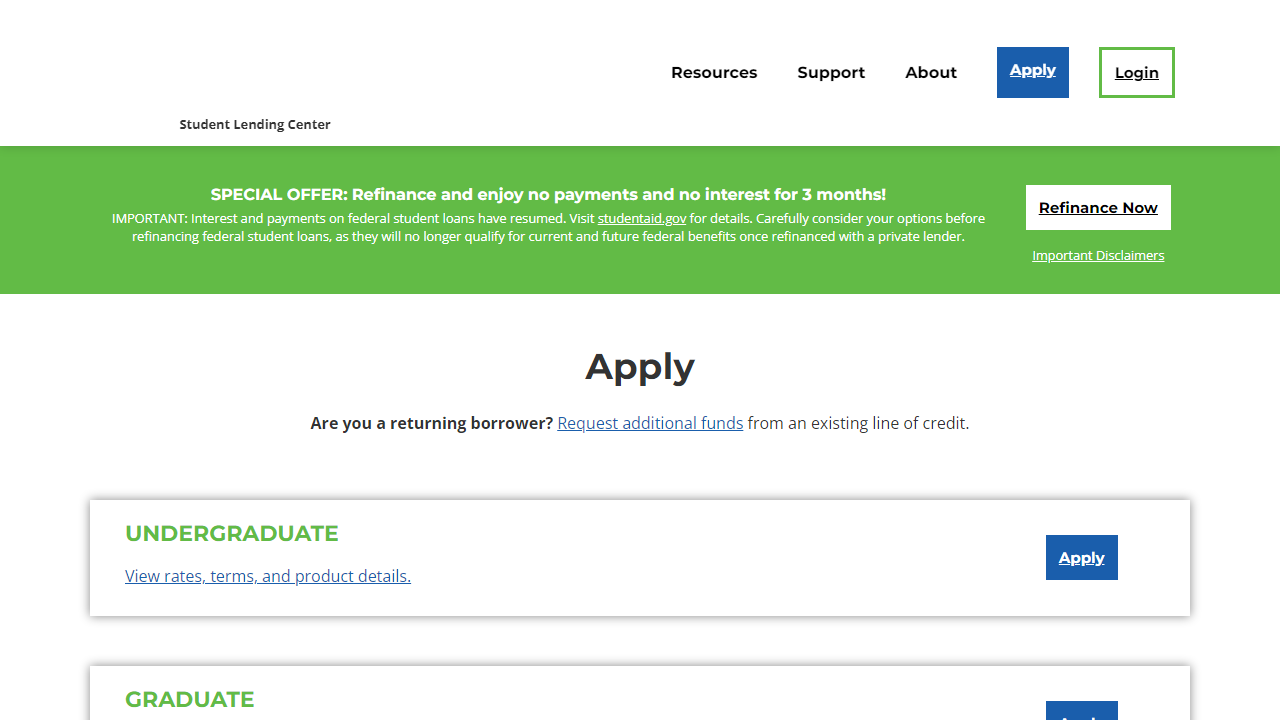 Resources Support About Apply Login
Student Lending Center
SPECIAL OFFER: Refinance and enjoy no payments and no interest for 3 months!
IMPORTANT: Interest and payments on federal student loans have resumed. Visit studentaid.gov for details. Carefully consider your options before
refinancing federal student loans, as they will no longer qualify for current and future federal benefits once refinanced with a private lender.
Refinance Now
Important Disclaimers
Apply
Are you a returning borrower? Request additional funds from an existing line of credit.
UNDERGRADUATE
View rates, terms, and product details.
Apply
GRADUATE
Apply